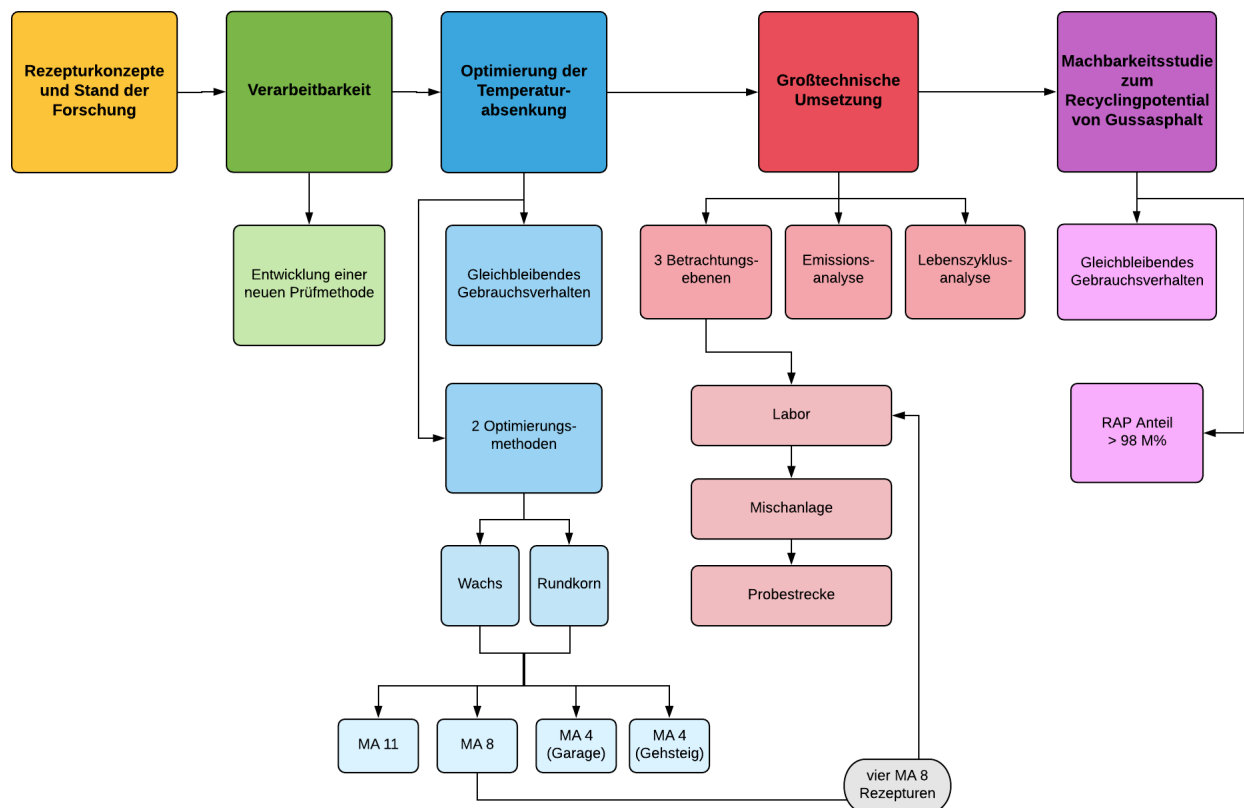 Rezepturkonzepte
und Stand der
Forschung
Verarbeitbarkeit
Optimierung der
Temperatur-
absenkung
Großtechnische
Umsetzung
Machbarkeitsstudie
zum
Recyclingpotential
von Gussasphalt
Entwicklung einer
neuen Prüfmethode
Gleichbleibendes
Gebrauchsverhalten
3 Betrachtungs-
ebenen
Emissions-
analyse
Lebenszyklus-
analyse
Gleichbleibendes
Gebrauchsverhalten
2 Optimierungs-
methoden
Labor
RAP Anteil
> 98 M%
Mischanlage
Wachs
Rundkorn
Probestrecke
MA 11
MA 8
MA 4
(Garage)
MA 4
(Gehsteig)
vier MA 8
Rezepturen